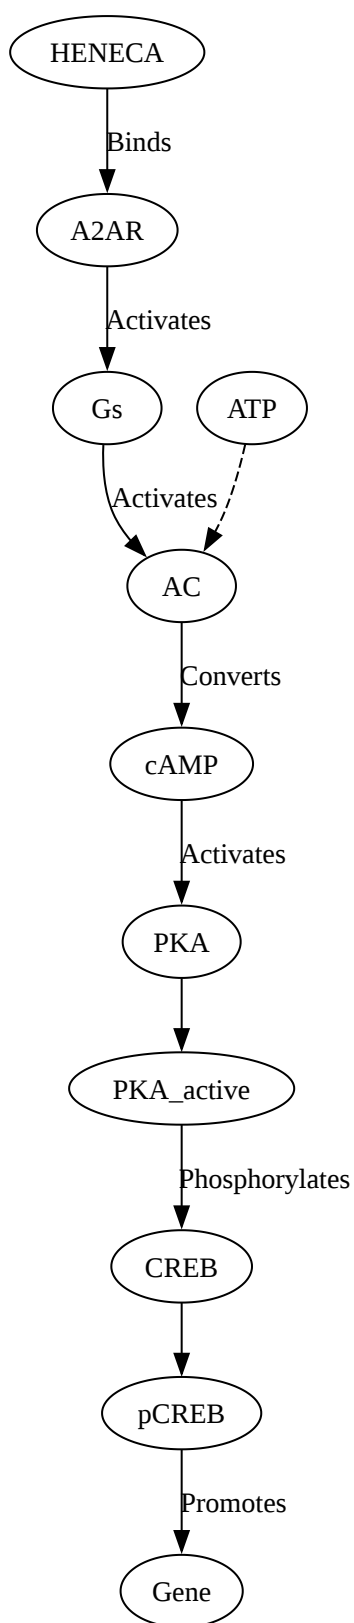 HENECA
Binds
A2AR
Activates
Gs
ATP
Activates
AC
Converts
cAMP
Activates
PKA
PKA_active
Phosphorylates
CREB
pCREB
Promotes
Gene